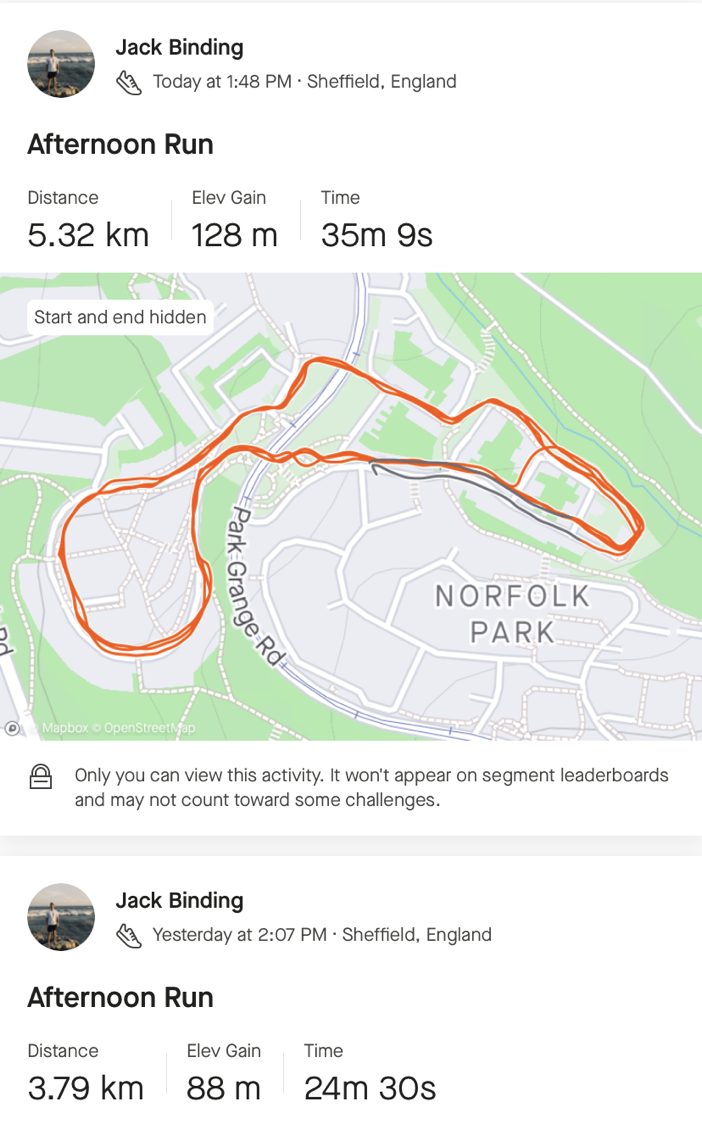 Jack Binding
Today at 1:48 PM · Sheffield, England
Afternoon Run
Distance
Elev Gain
Time
5.32 km
128 m
35m 9s
Start and end hidden
Park Grange Rd
NORFOLK
PARK
Rd
Mapbox © OpenStreetMap
Only you can view this activity. It won't appear on segment leaderboards
and may not count toward some challenges.
Jack Binding
Yesterday at 2:07 PM · Sheffield, England
Afternoon Run
Distance
Elev Gain
Time
3.79 km
88 m
24m 30s